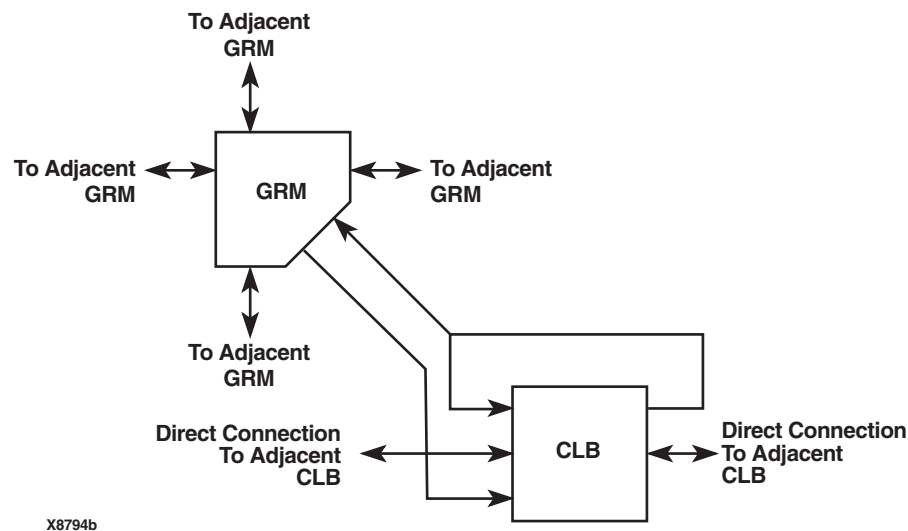 To Adjacent
GRM
To Adjacent
GRM
GRM
To Adjacent
GRM
To Adjacent
GRM
Direct Connection
To Adjacent
CLB
CLB
Direct Connection
To Adjacent
CLB
X8794b